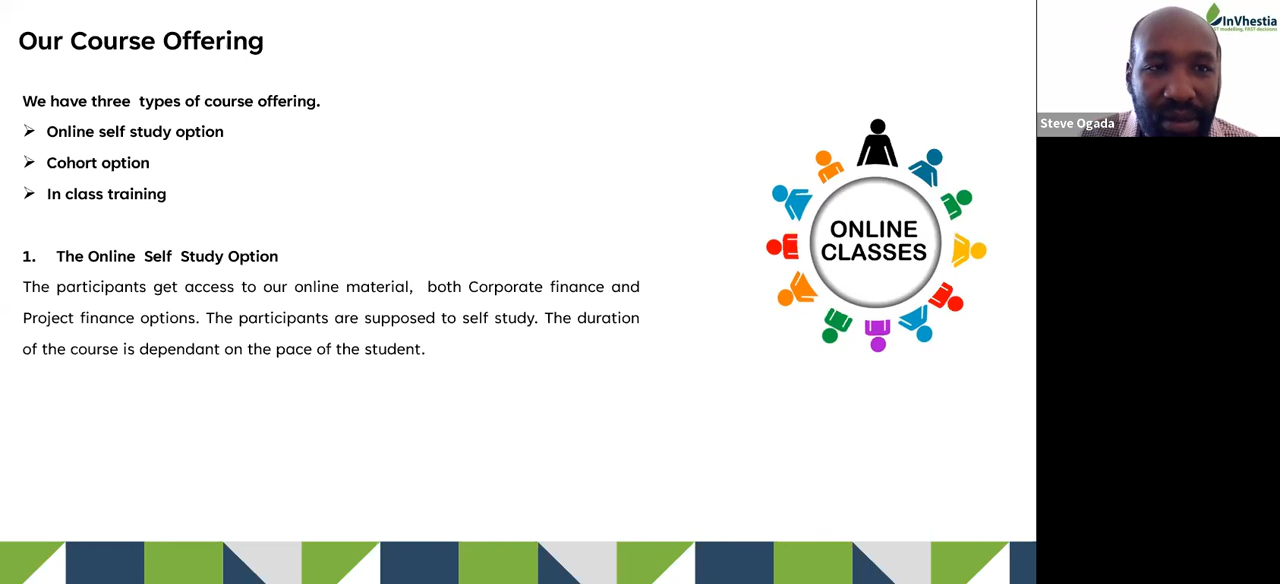 Our Course Offering
We have three types of course offering.
Online self study option
Cohort option
In class training
1. The Online Self Study Option
The participants get access to our online material, both Corporate finance and
Project finance options. The participants are supposed to self study. The duration
of the course is dependant on the pace of the student.
ONLINE
CLASSES
InVhestia
FAST decisions
Steve Ogada